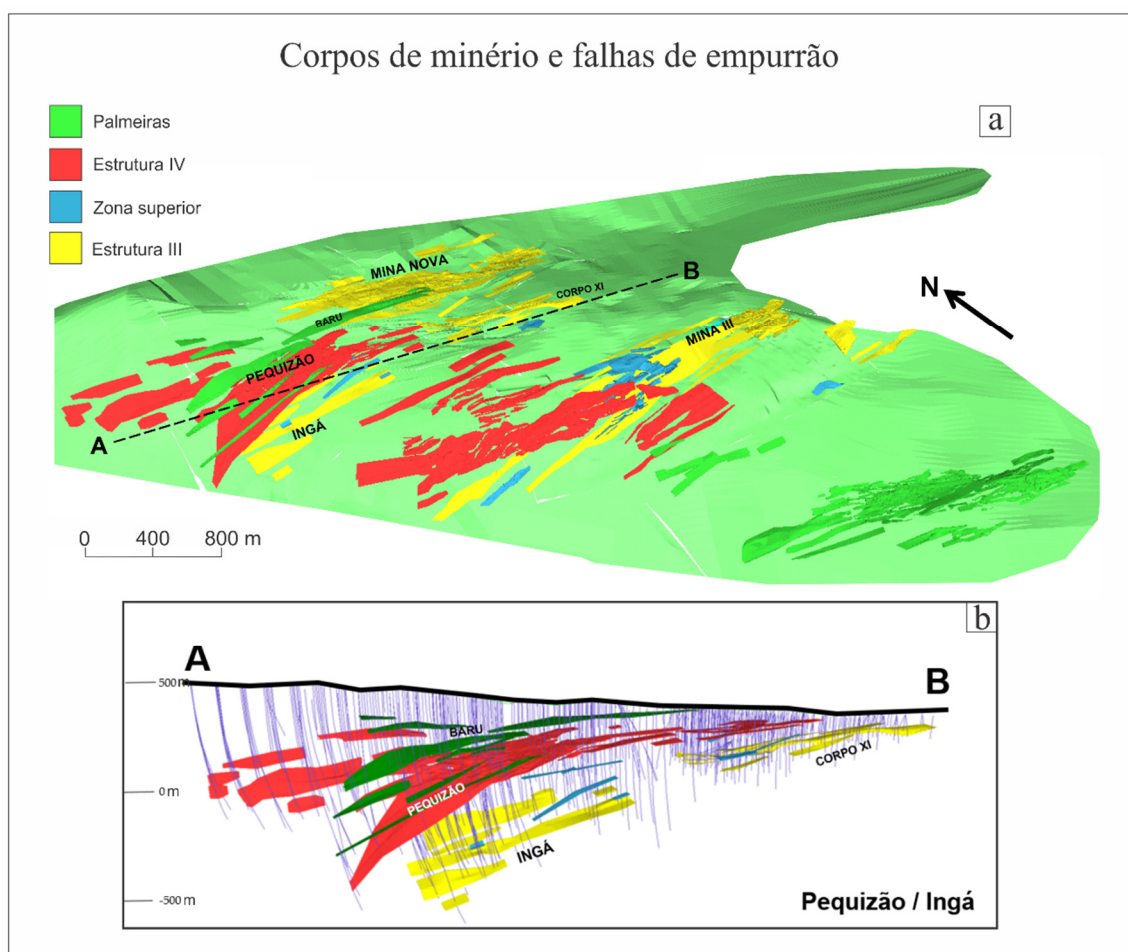 Corpos de minério e falhas de empurrão
a
Palmeiras
Estrutura IV
Zona superior
Estrutura III
MINA NOVA
B
CORPO XI
N
BARU
MINA III
PEQUIZÃO
INGÁ
A
0 400 800 m
b
A
B
500 m
BARU
CORPO XI
0 m
PEQUIZÃO
INGÁ
-500 m
Pequizão / Ingá